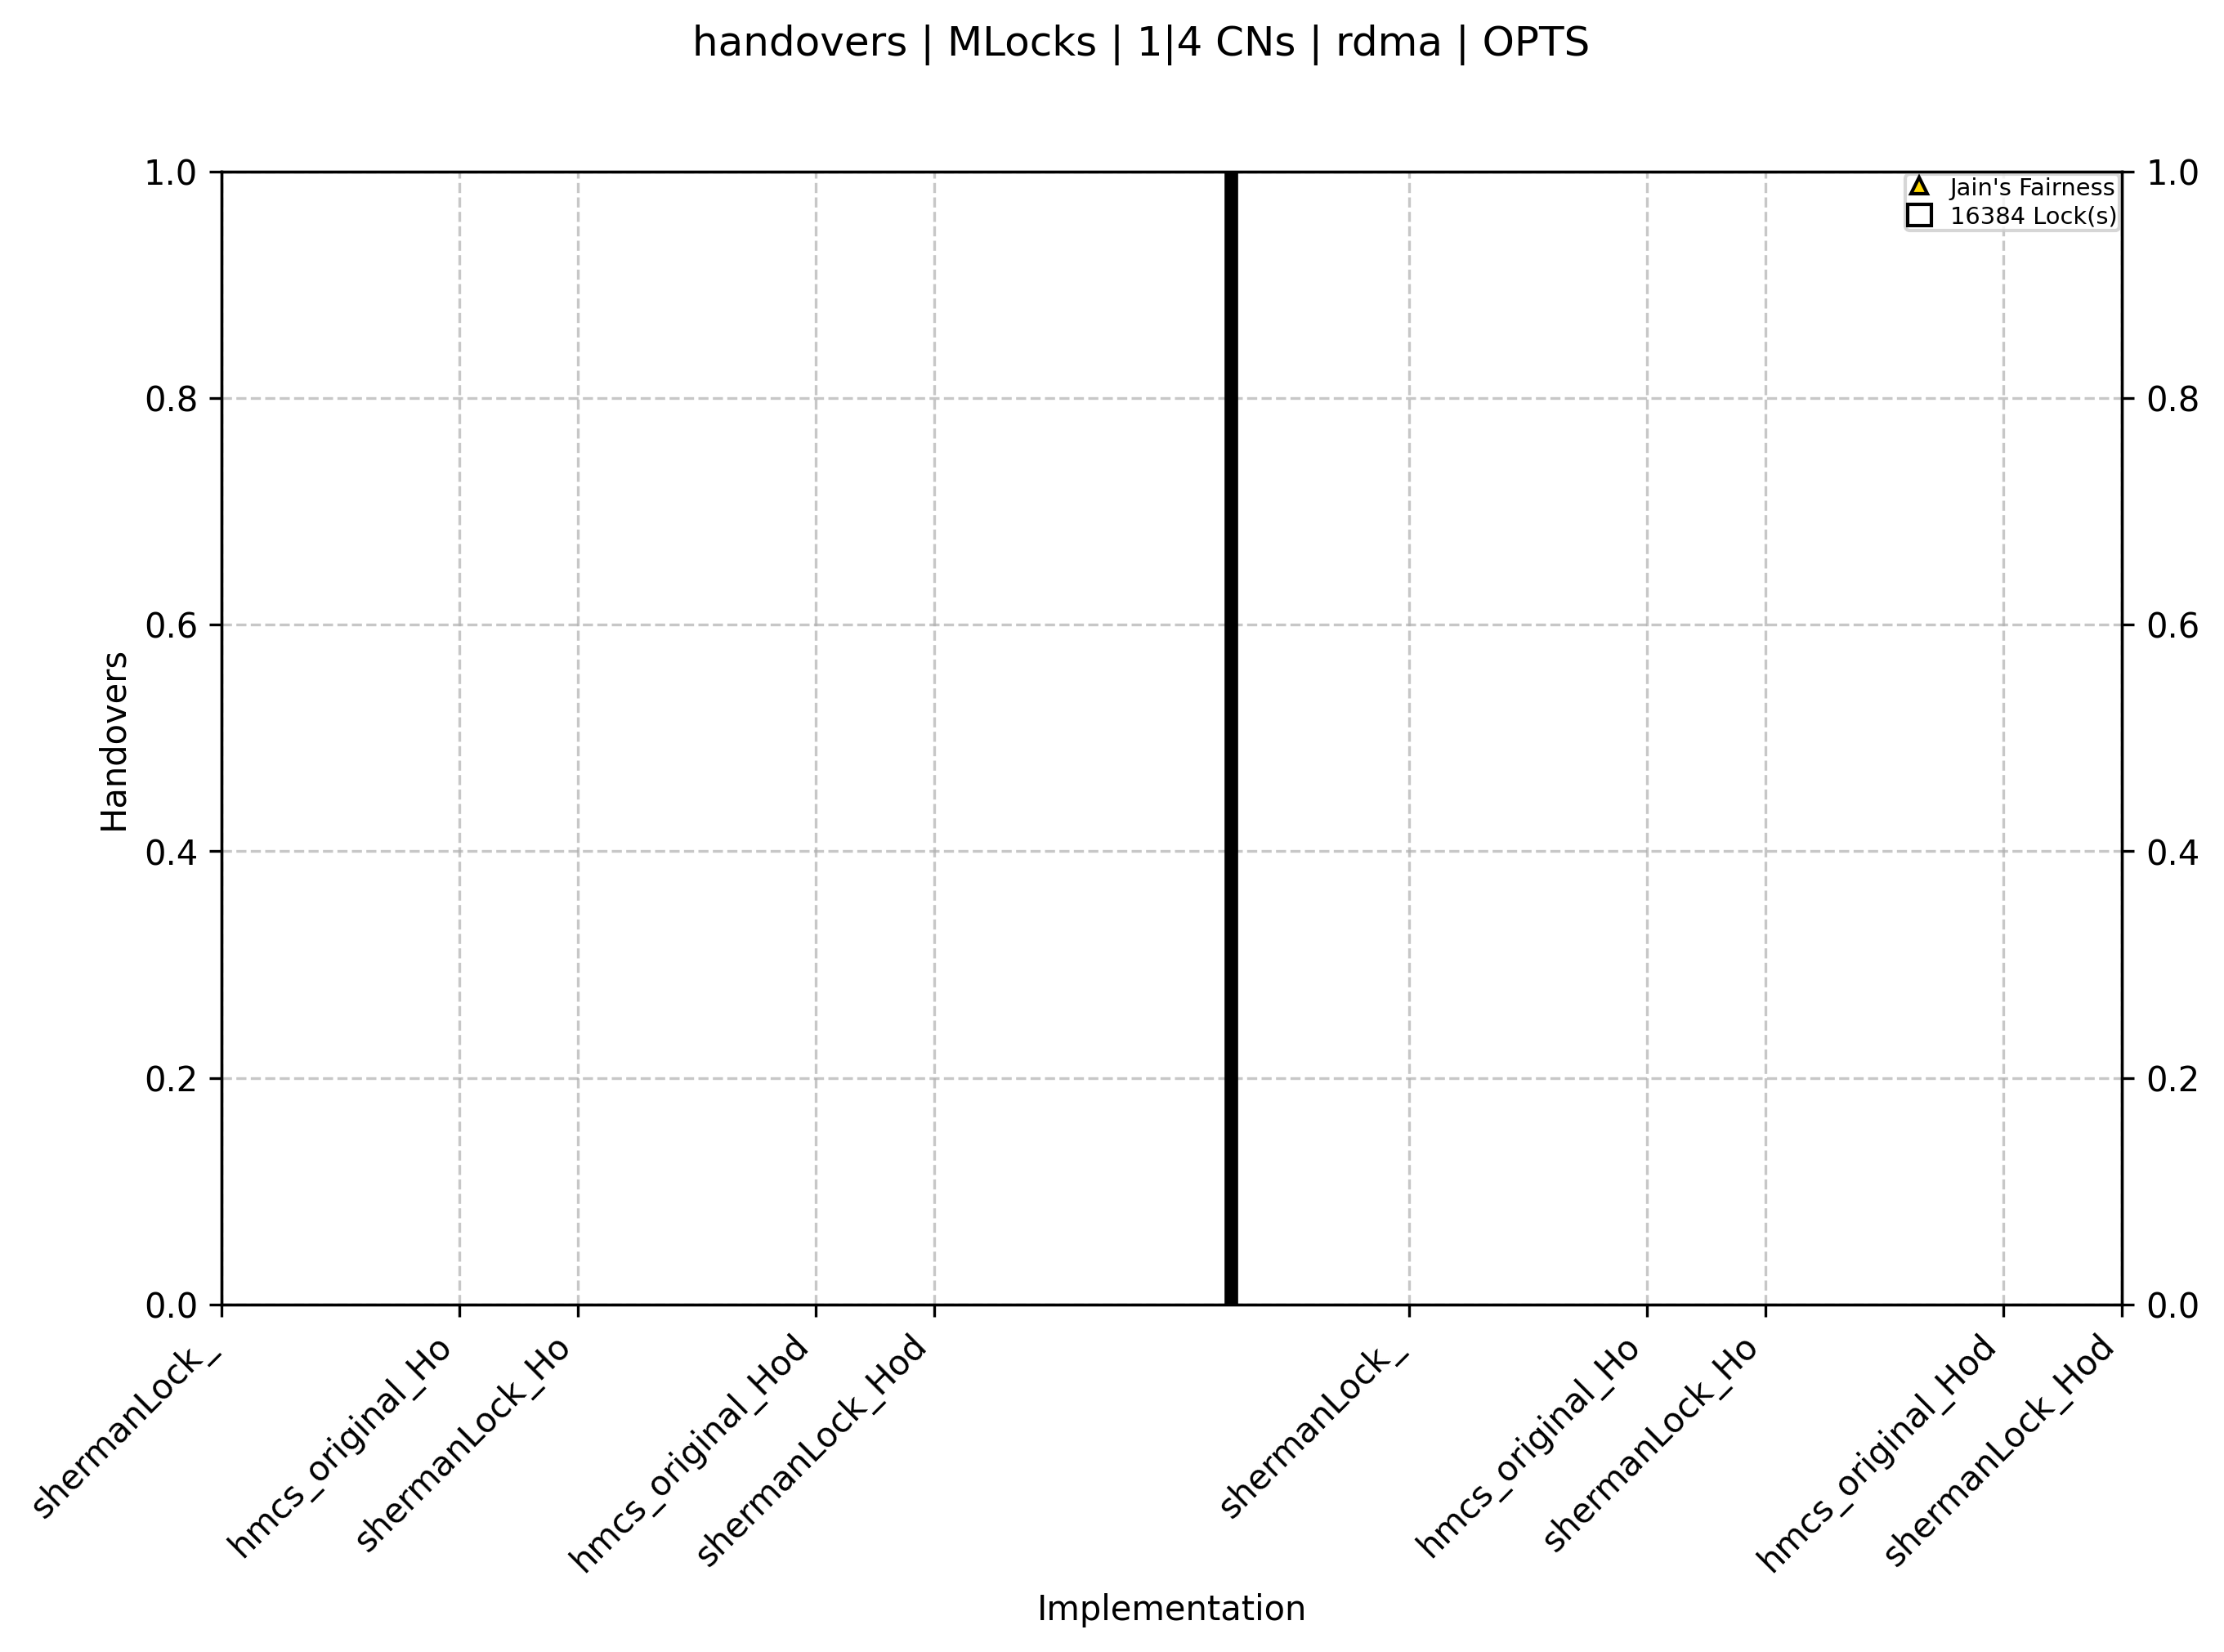 handovers | MLocks | 1|4 CNs | rdma | OPTS
Jain's Fairness
16384 Lock(s)
1.0
0.8
0.6
0.4
0.2
0.0
Handovers
1.0
0.8
0.6
0.4
0.2
0.0
shermanLock_
hmcs_original_Ho
shermanLock_Ho
hmcs_original_Hod
shermanLock_Hod
shermanLock_
hmcs_original_Ho
shermanLock_Ho
hmcs_original_Hod
shermanLock_Hod
Implementation